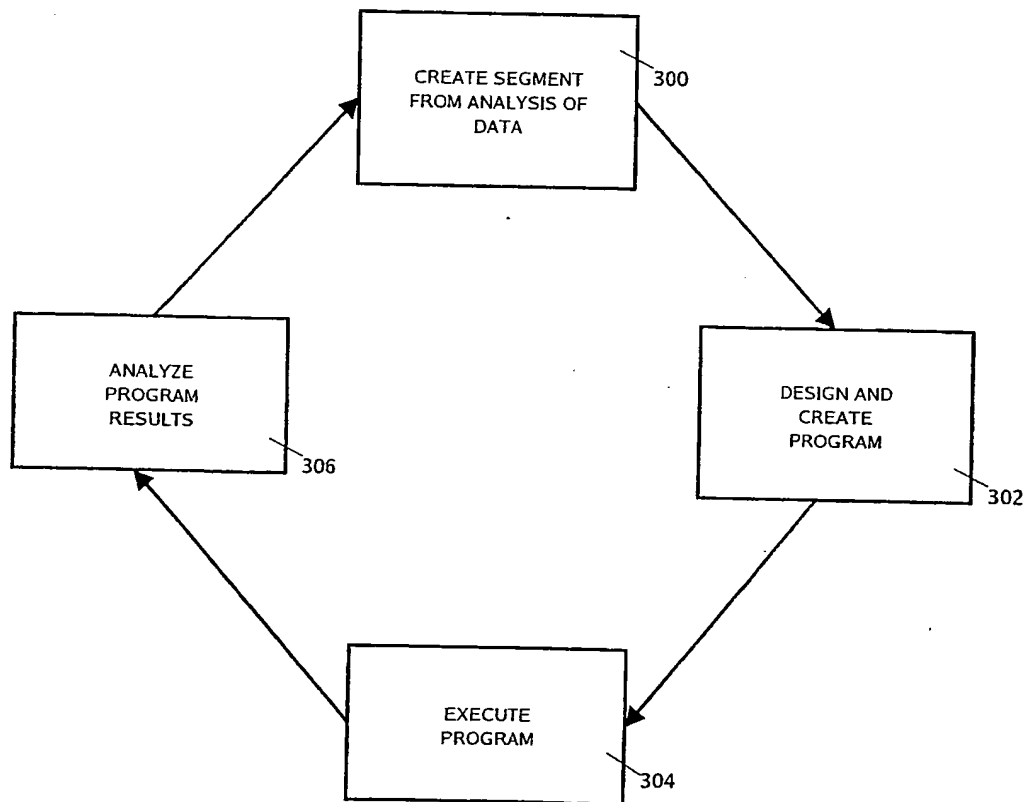 CREATE SEGMENT
FROM ANALYSIS OF
DATA
300
ANALYZE
PROGRAM
RESULTS
306
DESIGN AND
CREATE
PROGRAM
302
EXECUTE
PROGRAM
304